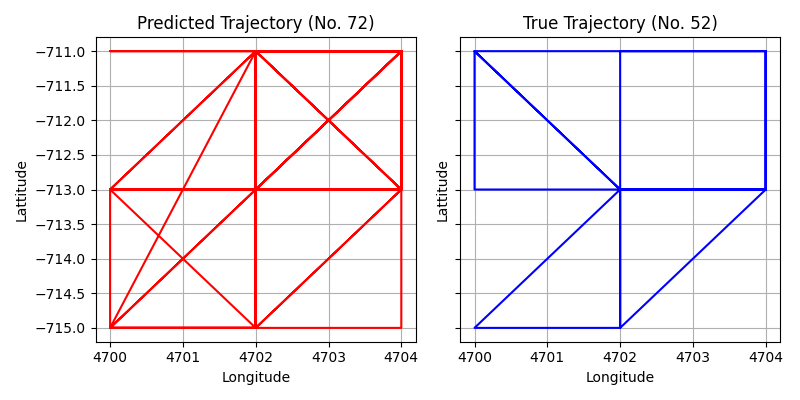 Predicted Trajectory (No. 72)
True Trajectory (No. 52)
Lattitude
−711.0
−711.5
−712.0
−712.5
−713.0
−713.5
−714.0
−714.5
−715.0
4700 4701 4702 4703 4704
Longitude
Lattitude
4700 4701 4702 4703 4704
Longitude